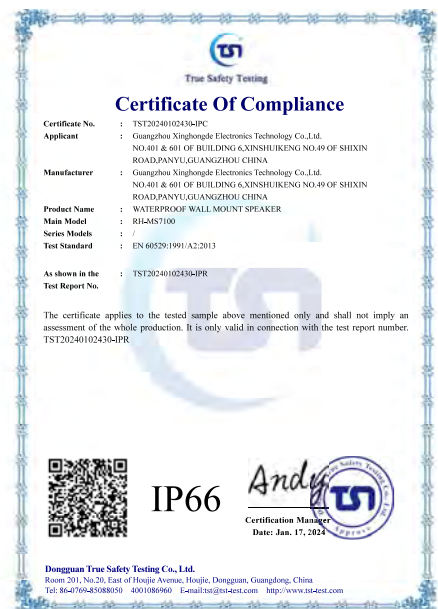 TST
True Safety Testing
Certificate Of Compliance
Certificate No. : TST20240102430-IPC
Applicant : Guangzhou Xinghongde Electronics Technology Co.,Ltd.
NO.401 & 601 OF BUILDING 6,XINSHUIKENG NO.49 OF SHIXIN
ROAD,PANYU,GUANGZHOU CHINA
Manufacturer : Guangzhou Xinghongde Electronics Technology Co.,Ltd.
NO.401 & 601 OF BUILDING 6,XINSHUIKENG NO.49 OF SHIXIN
ROAD,PANYU,GUANGZHOU CHINA
Product Name : WATERPROOF WALL MOUNT SPEAKER
Main Model : RH-MS7100
Series Models : /
Test Standard : EN 60529:1991/A2:2013
As shown in the : TST20240102430-IPR
Test Report No.
The certificate applies to the tested sample above mentioned only and shall not imply an
assessment of the whole production. It is only valid in connection with the test report number.
TST20240102430-IPR
IP66
Andy
Certification Manager
Date: Jan. 17, 2024
Dongguan True Safety Testing Co., Ltd.
Room 201, No.20, East of Houjie Avenue, Houjie, Dongguan, Guangdong, China
Tel: 86-0769-85088050 4001086960 E-mail:tst@tst-test.com http://www.tst-test.com